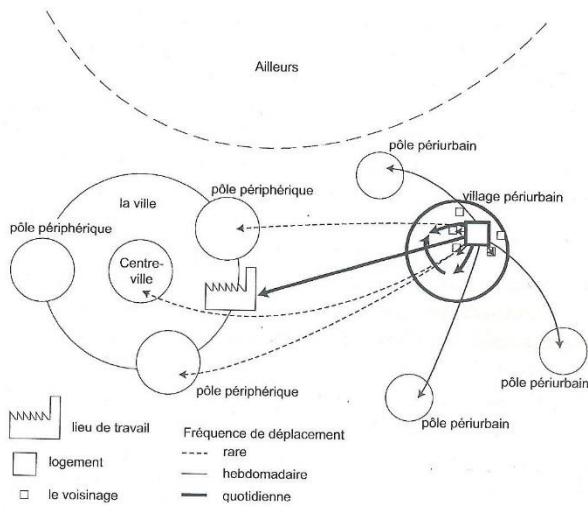 Ailleurs
pôle périurbain
pôle périphérique
village périurbain
la ville
pôle périphérique
Centre-
ville
pôle périurbain
pôle périphérique
pôle périurbain
lieu de travail
Fréquence de déplacement
rare
logement
hebdomadaire
le voisinage
quotidienne